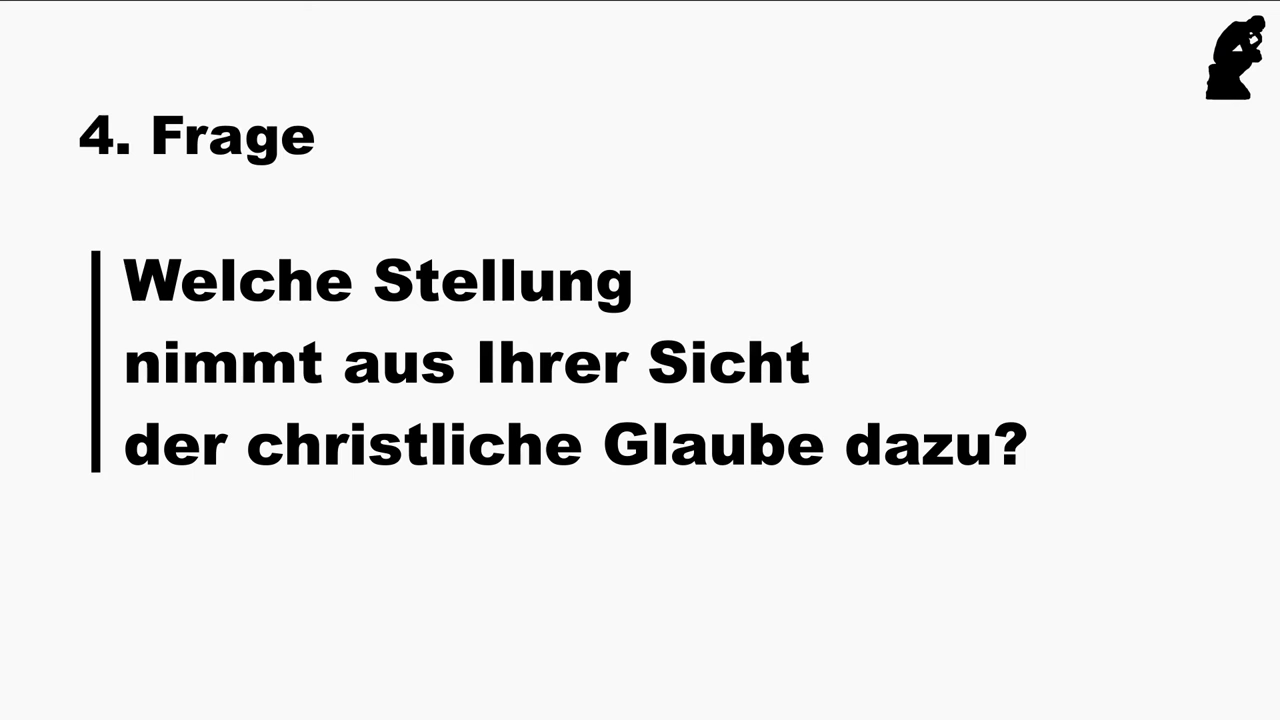 4. Frage
Welche Stellung
nimmt aus Ihrer Sicht
der christliche Glaube dazu?